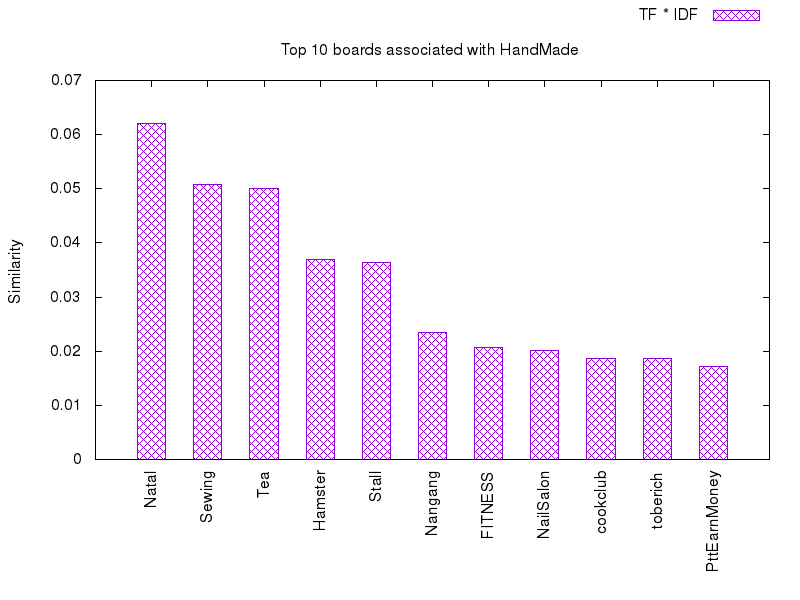 TF * IDF
Top 10 boards associated with HandMade
0.07
0.06
0.05
0.04
0.03
0.02
0.01
0
Similarity
Natal
Sewing
Tea
Hamster
Stall
Nangang
FITNESS
NailSalon
cookclub
toberich
PttEarnMoney